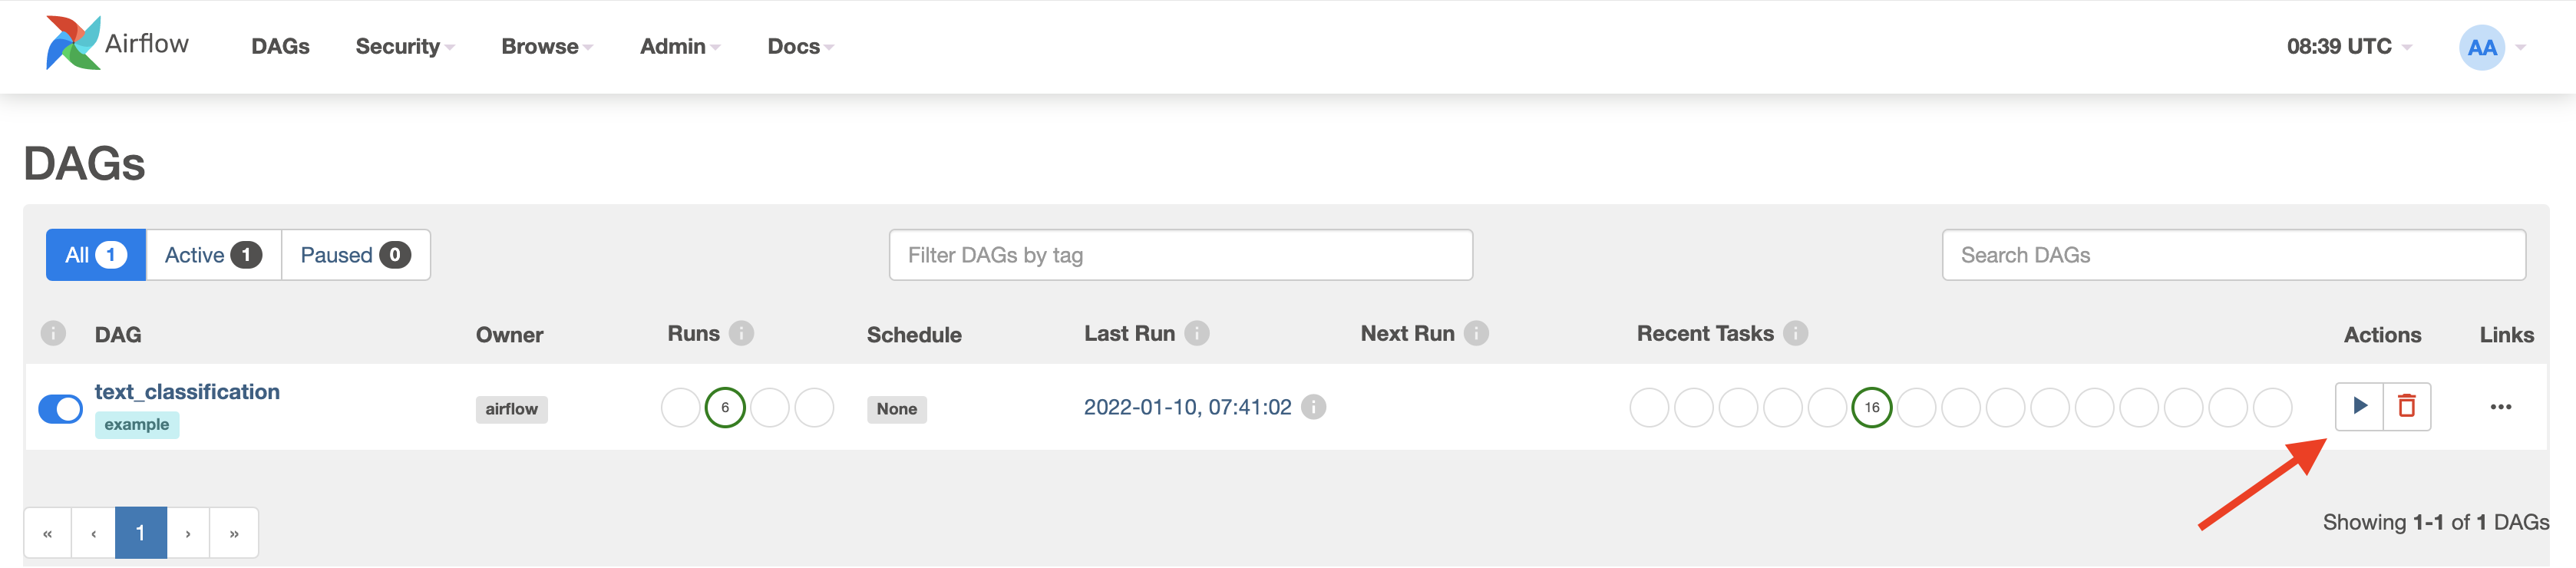 Airflow DAGs Security Browse Admin Docs 08:39 UTC AA
DAGs
All 1 Active 1 Paused 0 Filter DAGs by tag Search DAGs
i DAG Owner Runs i Schedule Last Run i Next Run i Recent Tasks i Actions Links
text_classification
example airflow 6 None 2022-01-10, 07:41:02 i 16
« ‹ 1 › » Showing 1-1 of 1 DAGs